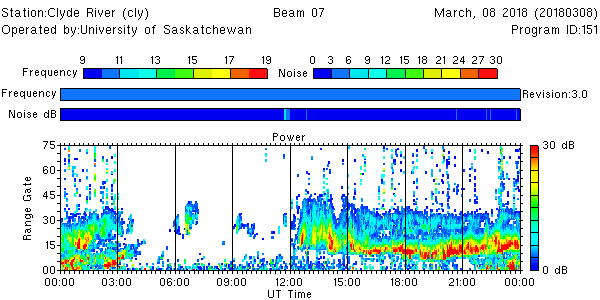 Station:Clyde River (cly) Beam 07 March, 08 2018 (20180308)
Operated by:University of Saskatchewan Program ID:151
Frequency 9 11 13 15 17 19 Noise 0 3 6 9 12 15 18 21 24 27 30
Frequency Revision:3.0
Noise dB
Power
75
60
45
30
15
0
Range Gate
00:00 03:00 06:00 09:00 12:00 15:00 18:00 21:00 00:00
UT Time
30 dB
0 dB